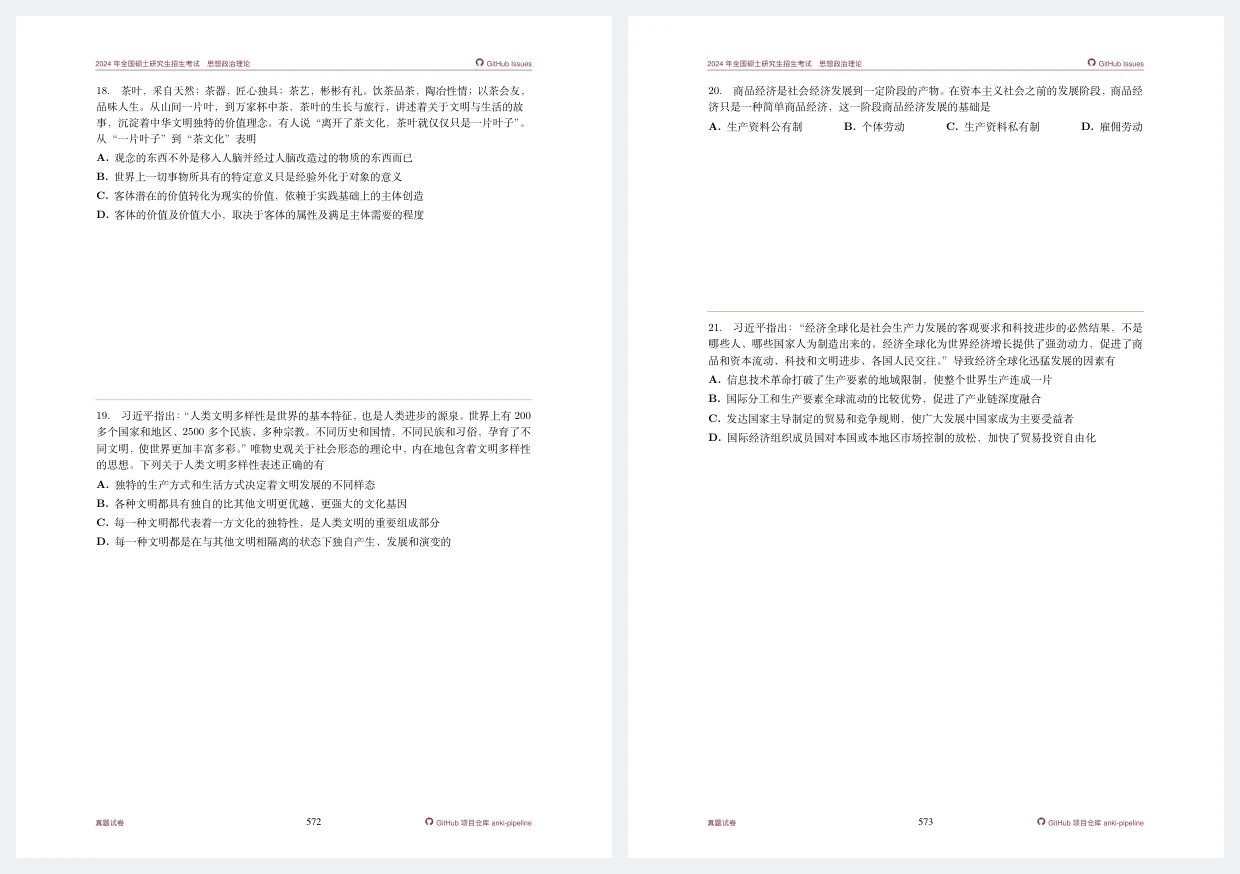 2024 年全国硕士研究生招生考试 思想政治理论
GitHub Issues
18. 茶叶，采自天然；茶器，匠心独具；茶艺，彬彬有礼。饮茶品茶，陶冶性情；以茶会友，
品味人生。从山间一片叶，到万家杯中茶，茶叶的生长与旅行，讲述着关于文明与生活的故
事，沉淀着中华文明独特的价值理念。有人说“离开了茶文化，茶叶就仅仅只是一片叶子”。
从“一片叶子”到“茶文化”表明
A. 观念的东西不外是移入人脑并经过人脑改造过的物质的东西而已
B. 世界上一切事物所具有的特定意义只是经验外化于对象的意义
C. 客体潜在的价值转化为现实的价值，依赖于实践基础上的主体创造
D. 客体的价值及价值大小，取决于客体的属性及满足主体需要的程度
19. 习近平指出：“人类文明多样性是世界的基本特征，也是人类进步的源泉。世界上有 200
多个国家和地区、2500 多个民族、多种宗教。不同历史和国情，不同民族和习俗，孕育了不
同文明，使世界更加丰富多彩。”唯物史观关于社会形态的理论中，内在地包含着文明多样性
的思想。下列关于人类文明多样性表述正确的有
A. 独特的生产方式和生活方式决定着文明发展的不同样态
B. 各种文明都具有独自的比其他文明更优越、更强大的文化基因
C. 每一种文明都代表着一方文化的独特性，是人类文明的重要组成部分
D. 每一种文明都是在与其他文明相隔离的状态下独自产生、发展和演变的
真题试卷
572
GitHub 项目仓库 anki-pipeline
2024 年全国硕士研究生招生考试 思想政治理论
GitHub Issues
20. 商品经济是社会经济发展到一定阶段的产物。在资本主义社会之前的发展阶段，商品经
济只是一种简单商品经济，这一阶段商品经济发展的基础是
A. 生产资料公有制 B. 个体劳动 C. 生产资料私有制 D. 雇佣劳动
21. 习近平指出：“经济全球化是社会生产力发展的客观要求和科技进步的必然结果，不是
哪些人、哪些国家人为制造出来的。经济全球化为世界经济增长提供了强劲动力，促进了商
品和资本流动、科技和文明进步、各国人民交往。”导致经济全球化迅猛发展的因素有
A. 信息技术革命打破了生产要素的地域限制，使整个世界生产连成一片
B. 国际分工和生产要素全球流动的比较优势，促进了产业链深度融合
C. 发达国家主导制定的贸易和竞争规则，使广大发展中国家成为主要受益者
D. 国际经济组织成员国对本国或本地区市场控制的放松，加快了贸易投资自由化
真题试卷
573
GitHub 项目仓库 anki-pipeline